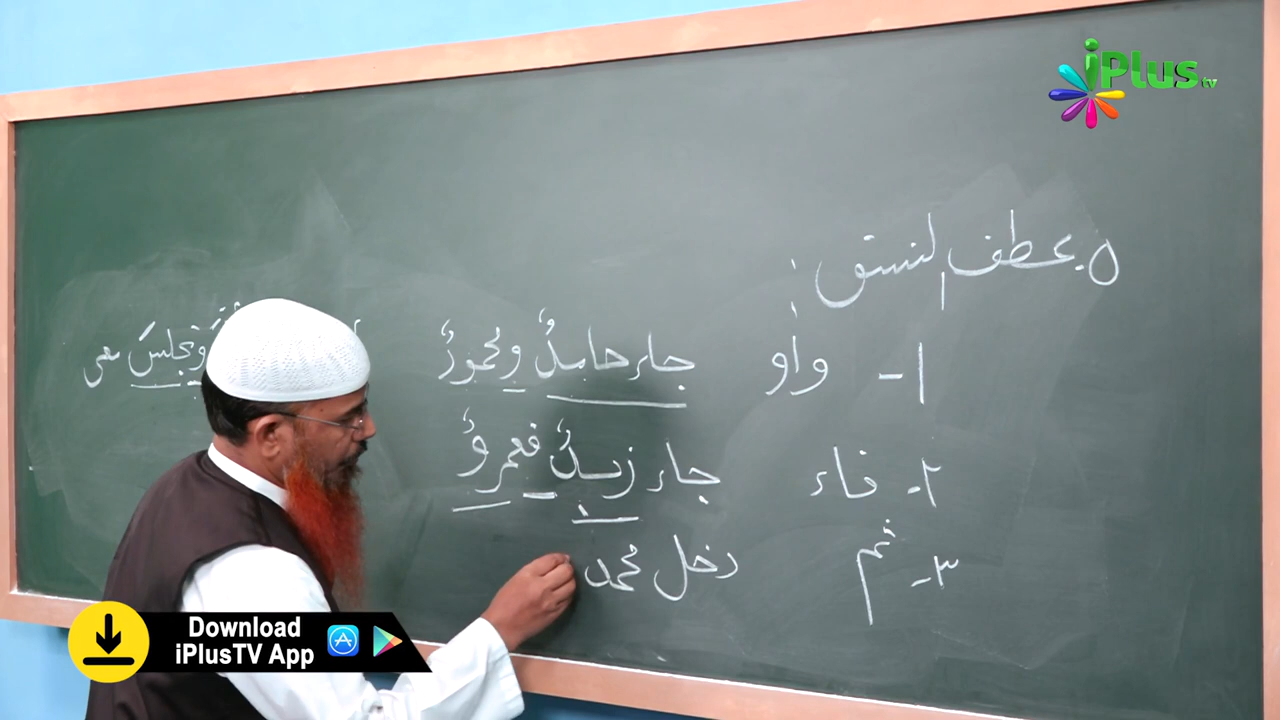 iPlus tv
٥۔ عطف النسق :
١- واو جاء حامدٌ ومحمودٌ وتجلسَ
٢- فاء جاء زيدٌ فعمروٌ
٣- ثم دخل محمد
Download
iPlusTV App